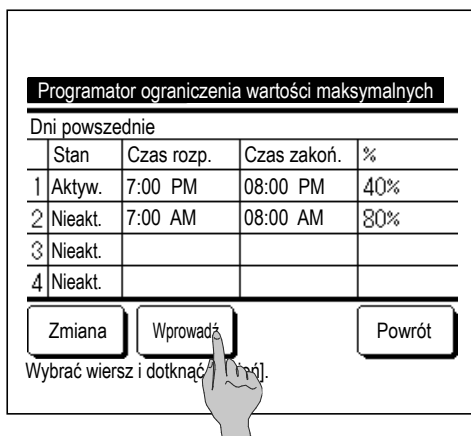 Programator ograniczenia wartości maksymalnych
Dni powszednie
Stan Czas rozp. Czas zakoń. %
1 Aktyw. 7:00 PM 08:00 PM 40%
2 Nieakt. 7:00 AM 08:00 AM 80%
3 Nieakt.
4 Nieakt.
Zmiana Wprowadź Powrót
Wybrać wiersz i dotknąć